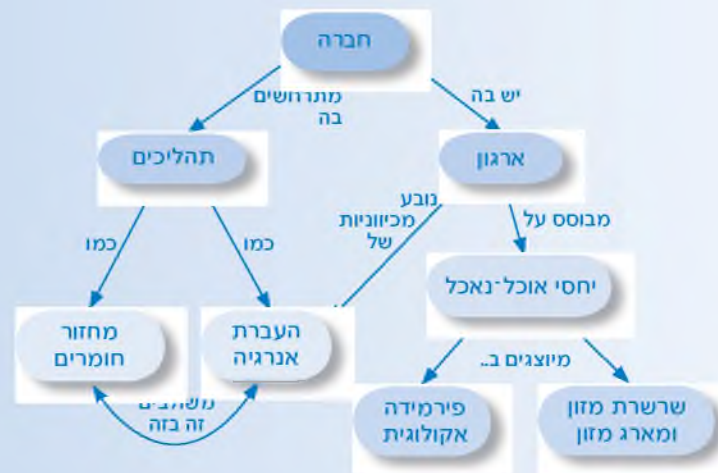 חברה
יש בה
מתרחשים
בה
ארגון
תהליכים
נובע
מכיווניות
של
מבוסס על
כמו
כמו
יחסי אוכל־נאכל
העברת
אנרגיה
מחזור
חומרים
מיוצגים ב..
משולבים
זה בזה
שרשרת מזון
ומארג מזון
פירמידה
אקולוגית